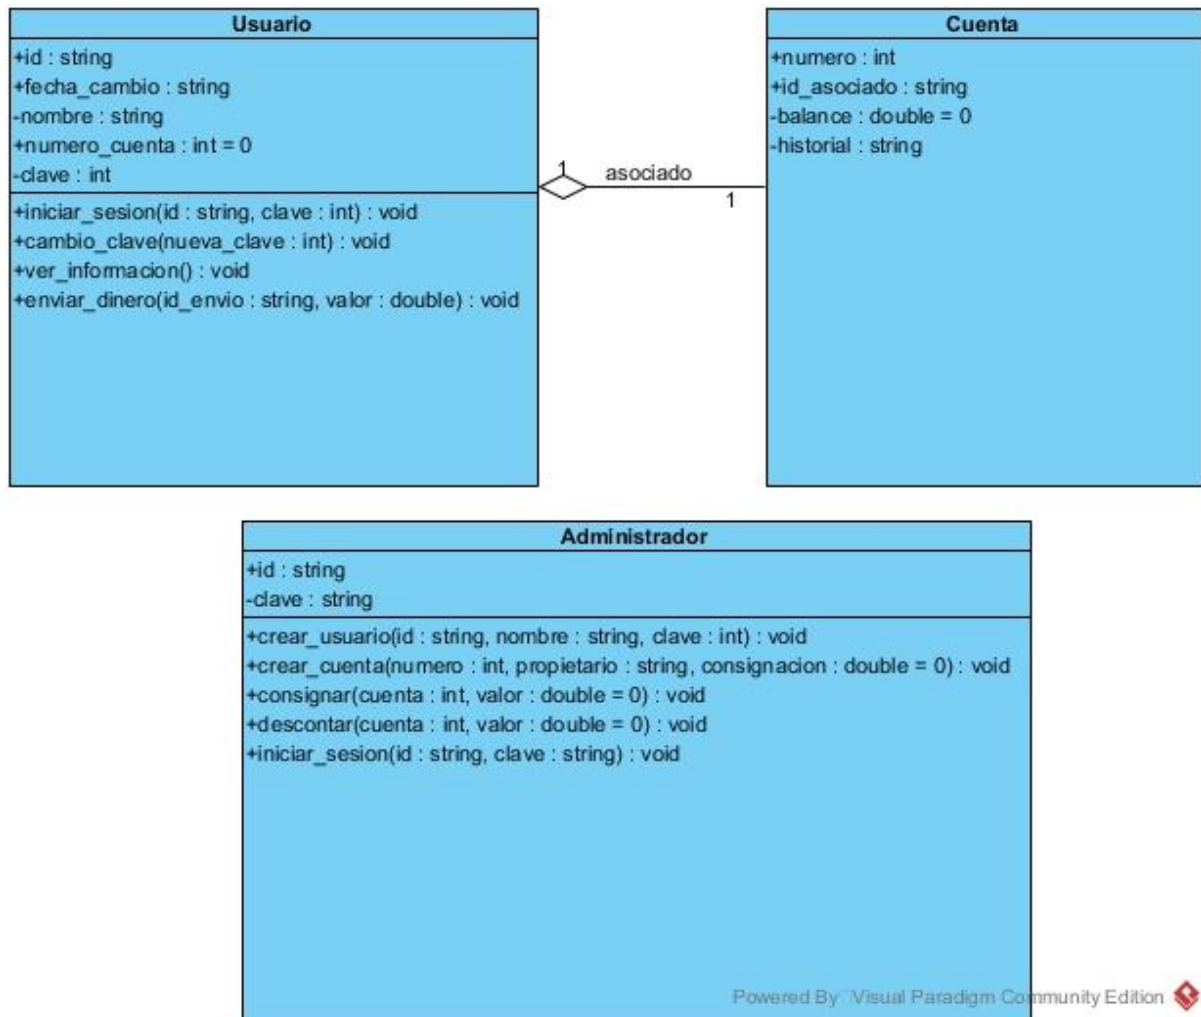 Usuario
+id : string
+fecha_cambio : string
-nombre : string
+numero_cuenta : int = 0
-clave : int
+iniciar_sesion(id : string, clave : int) : void
+cambio_clave(nueva_clave : int) : void
+ver_informacion() : void
+enviar_dinero(id_envio : string, valor : double) : void
1
asociado
1
Cuenta
+numero : int
+id_asociado : string
-balance : double = 0
-historial : string
Administrador
+id : string
-clave : string
+crear_usuario(id : string, nombre : string, clave : int) : void
+crear_cuenta(numero : int, propietario : string, consignacion : double = 0) : void
+consignar(cuenta : int, valor : double = 0) : void
+descontar(cuenta : int, valor : double = 0) : void
+iniciar_sesion(id : string, clave : string) : void
Powered By Visual Paradigm Community Edition